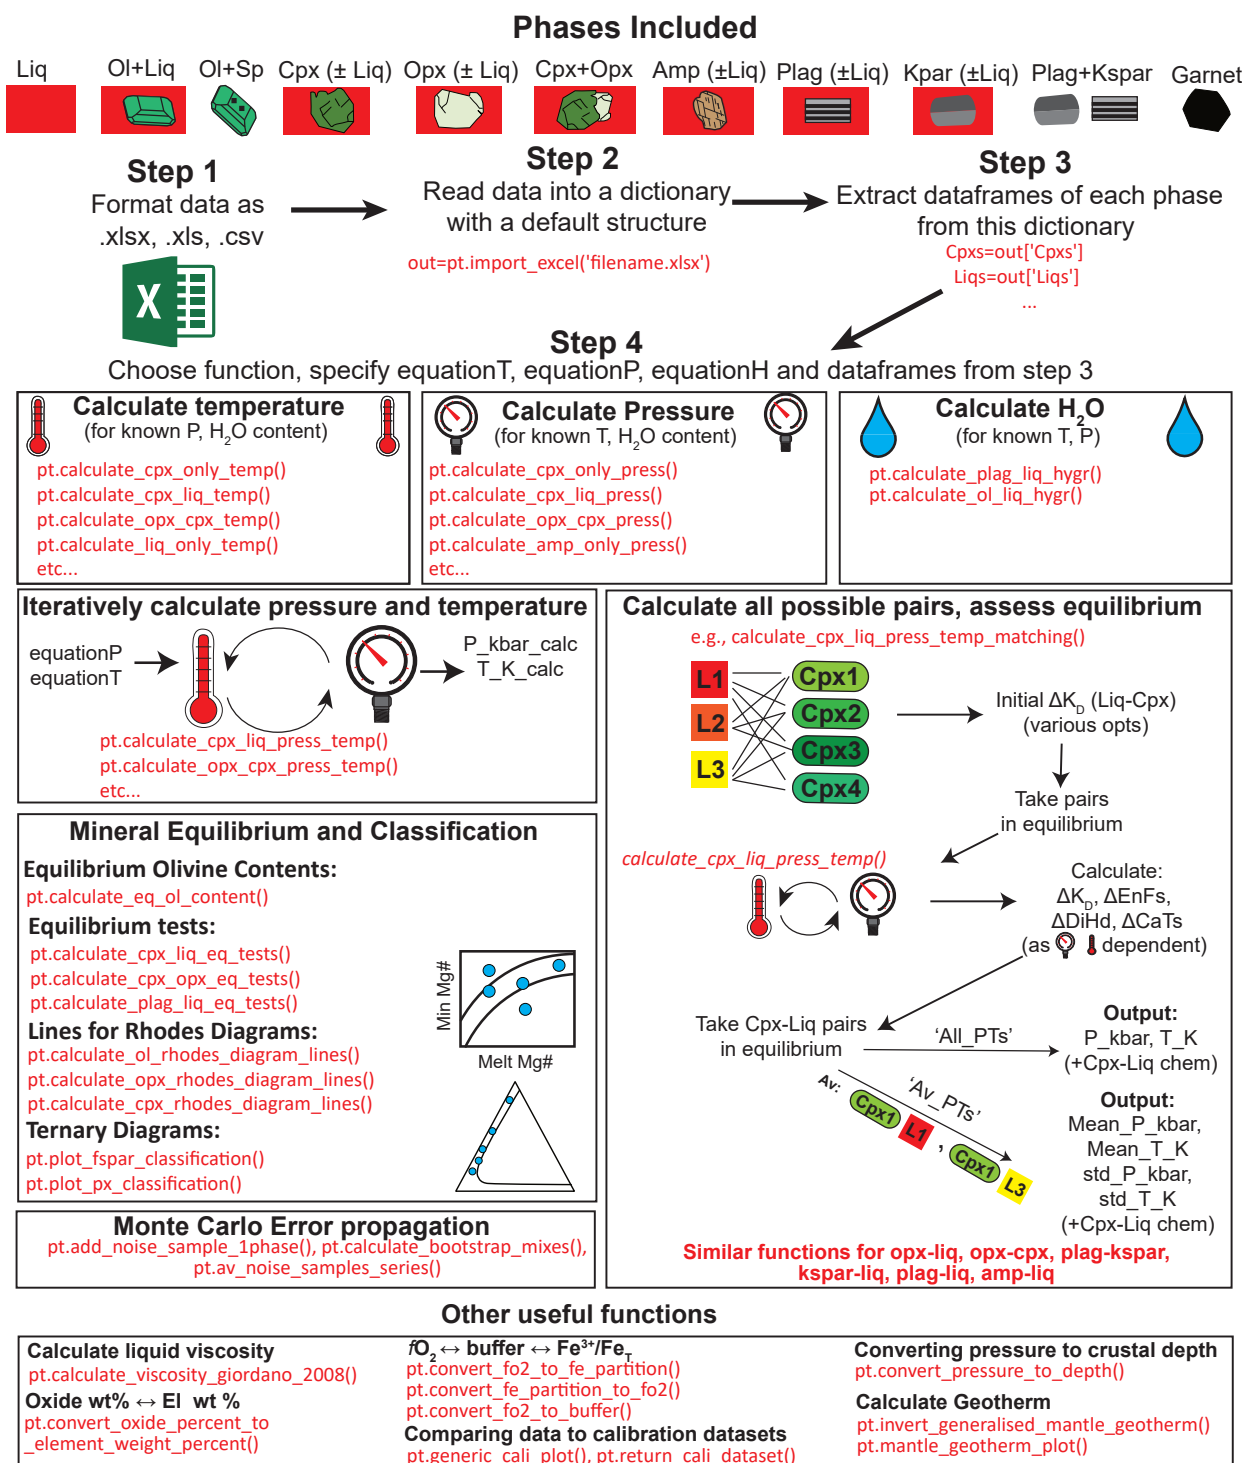 Phases Included
Liq
Ol+Liq
Ol+Sp
Cpx (± Liq)
Opx (± Liq)
Cpx+Opx
Amp (±Liq)
Plag (±Liq)
Kpar (±Liq)
Plag+Kspar
Garnet
Step 1
Format data as
.xlsx, .xls, .csv
X
Step 2
Read data into a dictionary
with a default structure
out=pt.import_excel('filename.xlsx')
Step 3
Extract dataframes of each phase
from this dictionary
Cpxs=out['Cpxs']
Liqs=out['Liqs']
...
Step 4
Choose function, specify equationT, equationP, equationH and dataframes from step 3
Calculate temperature
(for known P, H₂O content)
pt.calculate_cpx_only_temp()
pt.calculate_cpx_liq_temp()
pt.calculate_opx_cpx_temp()
pt.calculate_liq_only_temp()
etc...
Calculate Pressure
(for known T, H₂O content)
pt.calculate_cpx_only_press()
pt.calculate_cpx_liq_press()
pt.calculate_opx_cpx_press()
pt.calculate_amp_only_press()
etc...
Calculate H₂O
(for known T, P)
pt.calculate_plag_liq_hygr()
pt.calculate_ol_liq_hygr()
Iteratively calculate pressure and temperature
equationP
equationT
P_kbar_calc
T_K_calc
pt.calculate_cpx_liq_press_temp()
pt.calculate_opx_cpx_press_temp()
etc...
Calculate all possible pairs, assess equilibrium
e.g., calculate_cpx_liq_press_temp_matching()
L1
L2
L3
Cpx1
Cpx2
Cpx3
Cpx4
Initial ΔK_D (Liq-Cpx)
(various opts)
Take pairs
in equilibrium
calculate_cpx_liq_press_temp()
Calculate:
ΔK_D, ΔEnFs,
ΔDiHd, ΔCaTs
(as dependent)
Take Cpx-Liq pairs
in equilibrium
‘All_PTs’
Output:
P_kbar, T_K
(+Cpx-Liq chem)
‘Av_PTs’
Av: Cpx1 L1 , Cpx1 L3
Output:
Mean_P_kbar,
Mean_T_K
std_P_kbar,
std_T_K
(+Cpx-Liq chem)
Similar functions for opx-liq, opx-cpx, plag-kspar,
kspar-liq, plag-liq, amp-liq
Mineral Equilibrium and Classification
Equilibrium Olivine Contents:
pt.calculate_eq_ol_content()
Equilibrium tests:
pt.calculate_cpx_liq_eq_tests()
pt.calculate_cpx_opx_eq_tests()
pt.calculate_plag_liq_eq_tests()
Lines for Rhodes Diagrams:
pt.calculate_ol_rhodes_diagram_lines()
pt.calculate_opx_rhodes_diagram_lines()
pt.calculate_cpx_rhodes_diagram_lines()
Ternary Diagrams:
pt.plot_fspar_classification()
pt.plot_px_classification()
Min Mg#
Melt Mg#
Monte Carlo Error propagation
pt.add_noise_sample_1phase(), pt.calculate_bootstrap_mixes(),
pt.av_noise_samples_series()
Other useful functions
Calculate liquid viscosity
pt.calculate_viscosity_giordano_2008()
Oxide wt% ↔ El wt %
pt.convert_oxide_percent_to
_element_weight_percent()
fO₂ ↔ buffer ↔ Fe³⁺/Fe_T
pt.convert_fo2_to_fe_partition()
pt.convert_fe_partition_to_fo2()
pt.convert_fo2_to_buffer()
Comparing data to calibration datasets
pt.generic_cali_plot(), pt.return_cali_dataset()
Converting pressure to crustal depth
pt.convert_pressure_to_depth()
Calculate Geotherm
pt.invert_generalised_mantle_geotherm()
pt.mantle_geotherm_plot()